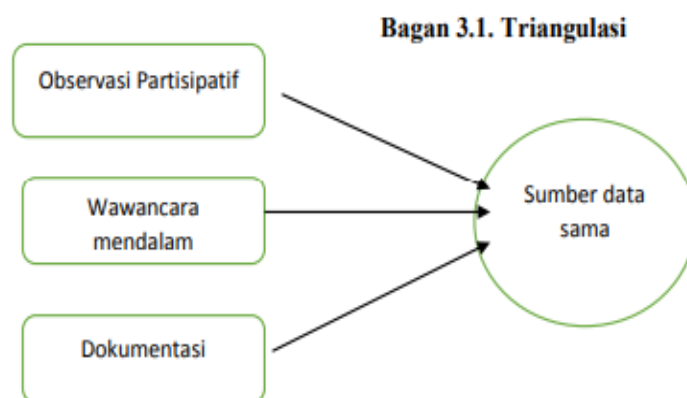 Bagan 3.1. Triangulasi
Observasi Partisipatif
Wawancara
mendalam
Sumber data
sama
Dokumentasi